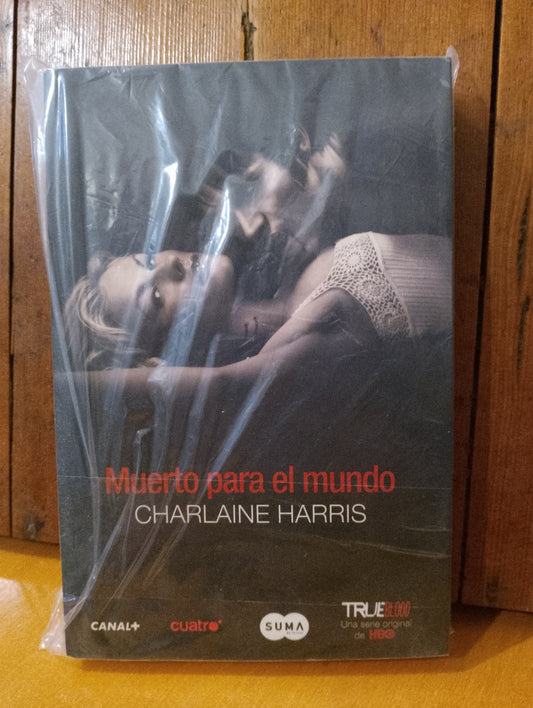 Muerto para el mundo
CHARLAINE HARRIS
CANAL+
cuatro
SUMA
TRUE BLOOD
Una serie original
de HBO